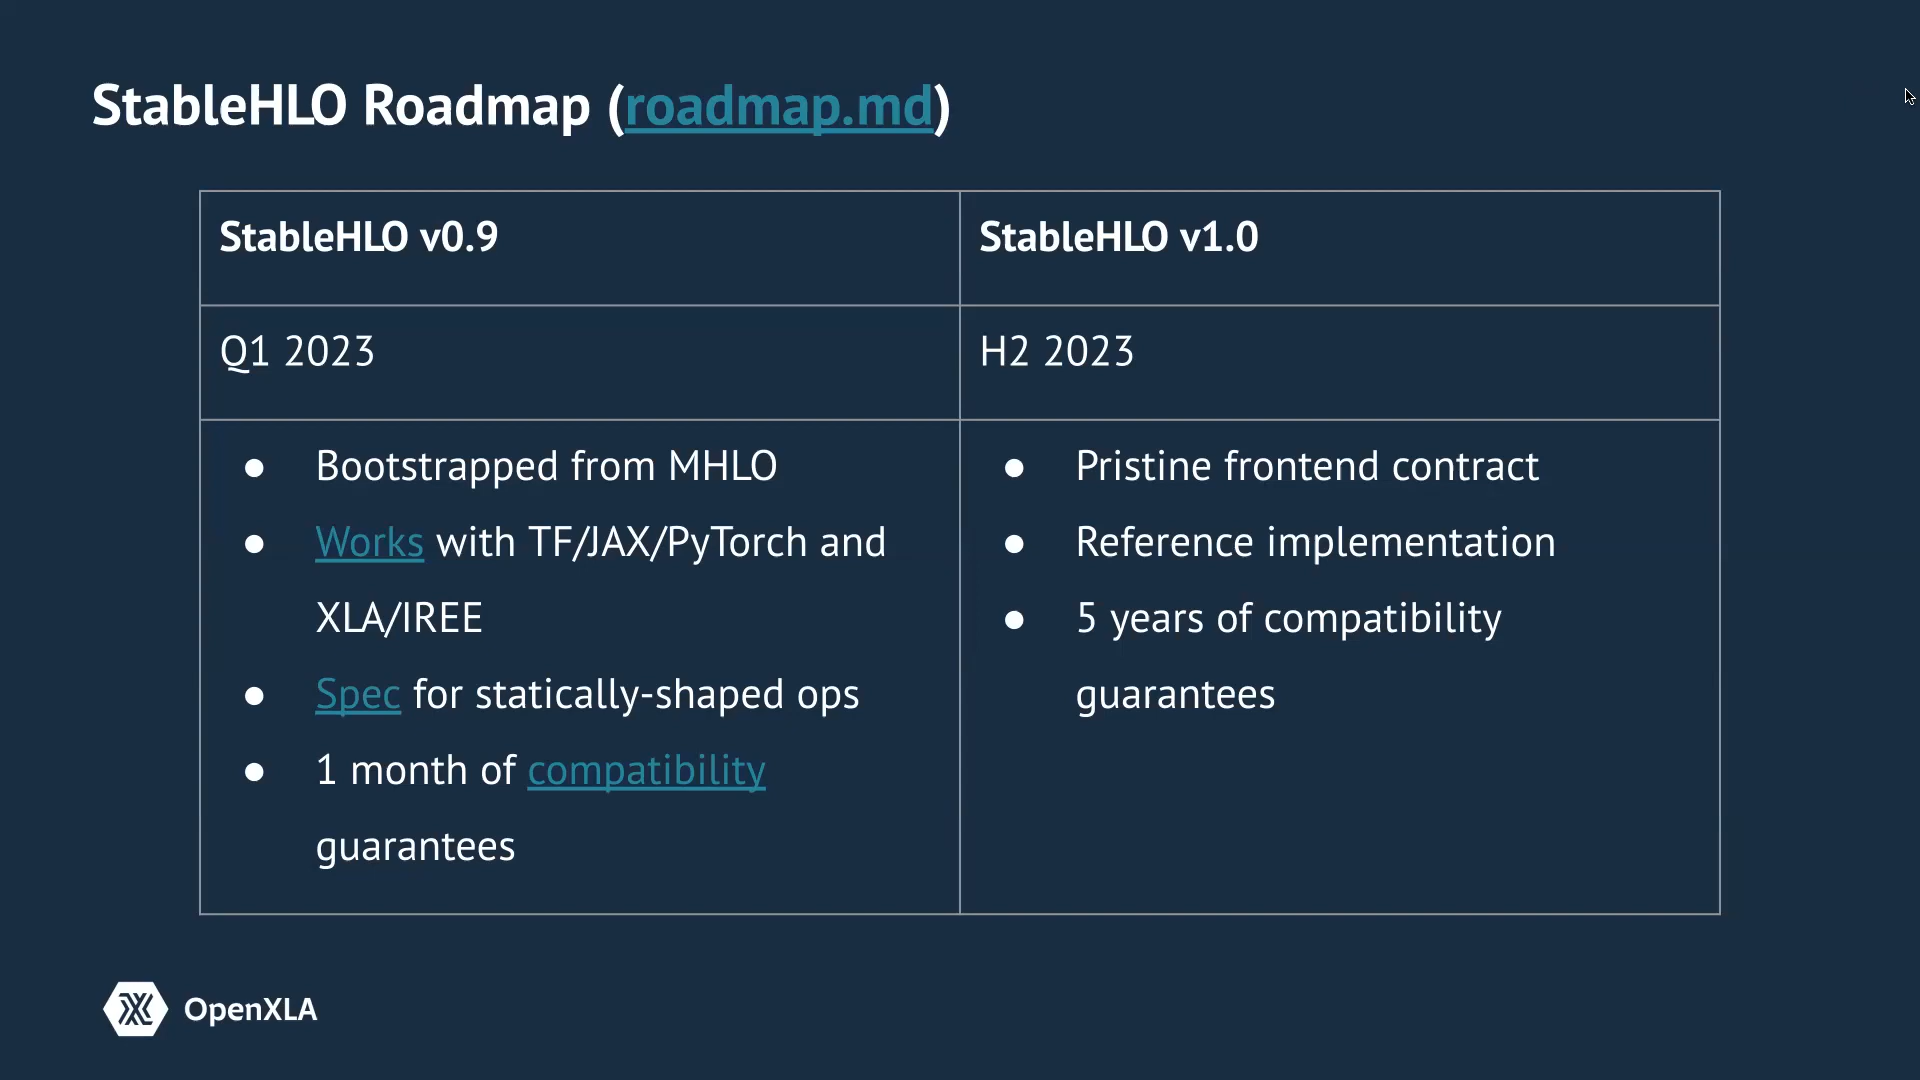 StableHLO Roadmap (roadmap.md)
StableHLO v0.9
StableHLO v1.0
Q1 2023
H2 2023
● Bootstrapped from MHLO
● Works with TF/JAX/PyTorch and
XLA/IREE
● Spec for statically-shaped ops
● 1 month of compatibility
guarantees
● Pristine frontend contract
● Reference implementation
● 5 years of compatibility
guarantees
OpenXLA